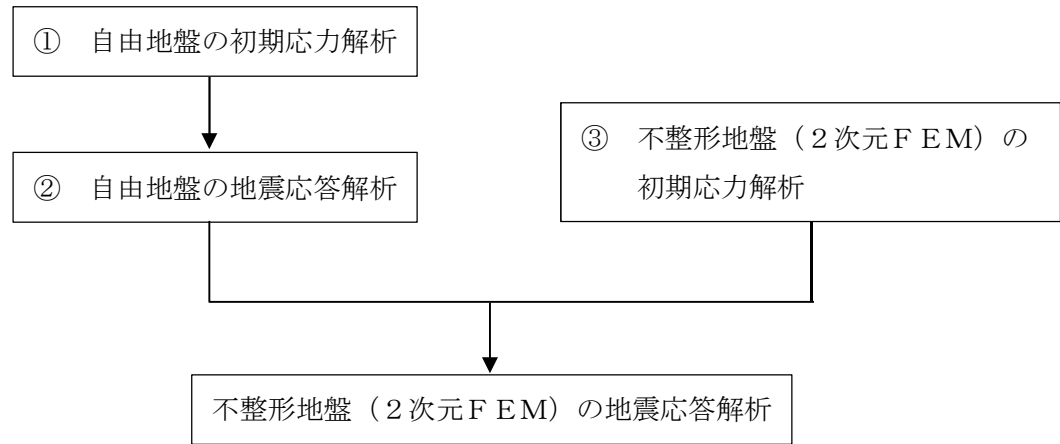 ①　自由地盤の初期応力解析
②　自由地盤の地震応答解析
③　不整形地盤（２次元ＦＥＭ）の
初期応力解析
不整形地盤（２次元ＦＥＭ）の地震応答解析